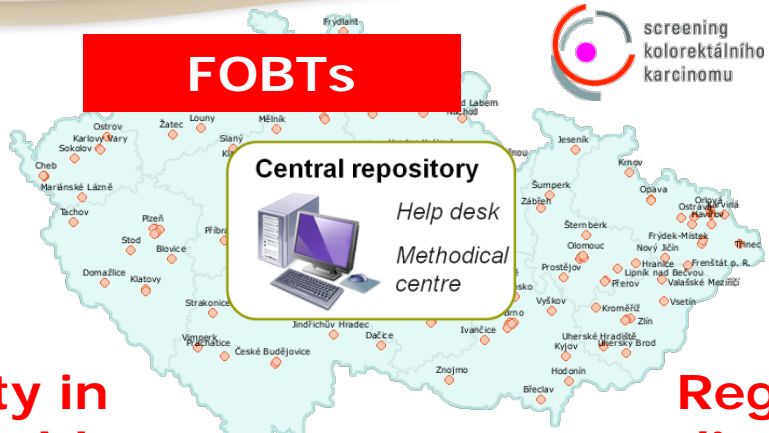 Frýdlant
screening
kolorektálního
karcinomu
FOBTs
Ostrov
Žatec
Louny
Mělník
Karlovy Vary
Slaný
Sokolov
Cheb
Mariánské Lázně
Tachov
Plzeň
Stod
Blovice
Domažlice
Klatovy
Strakonice
Central repository
Help desk
Methodical
centre
Jeseník
Krnov
Šumperk
Zábřeh
Opava
Orlová
Karviná
Ostrava
Havířov
Šternberk
Olomouc
Frýdek-Místek
Nový Jičín
Třinec
Prostějov
Hranice
Frenštát p. R.
Lipník nad Bečvou
Přerov
Valašské Meziříčí
Vyškov
Vsetín
Kroměříž
Zlín
Jindřichův Hradec
Dačice
Ivančice
Uherské Hradiště
Uherský Brod
Kyjov
Vimperk
Prachatice
České Budějovice
Znojmo
Hodonín
Břeclav
ty in
Reg